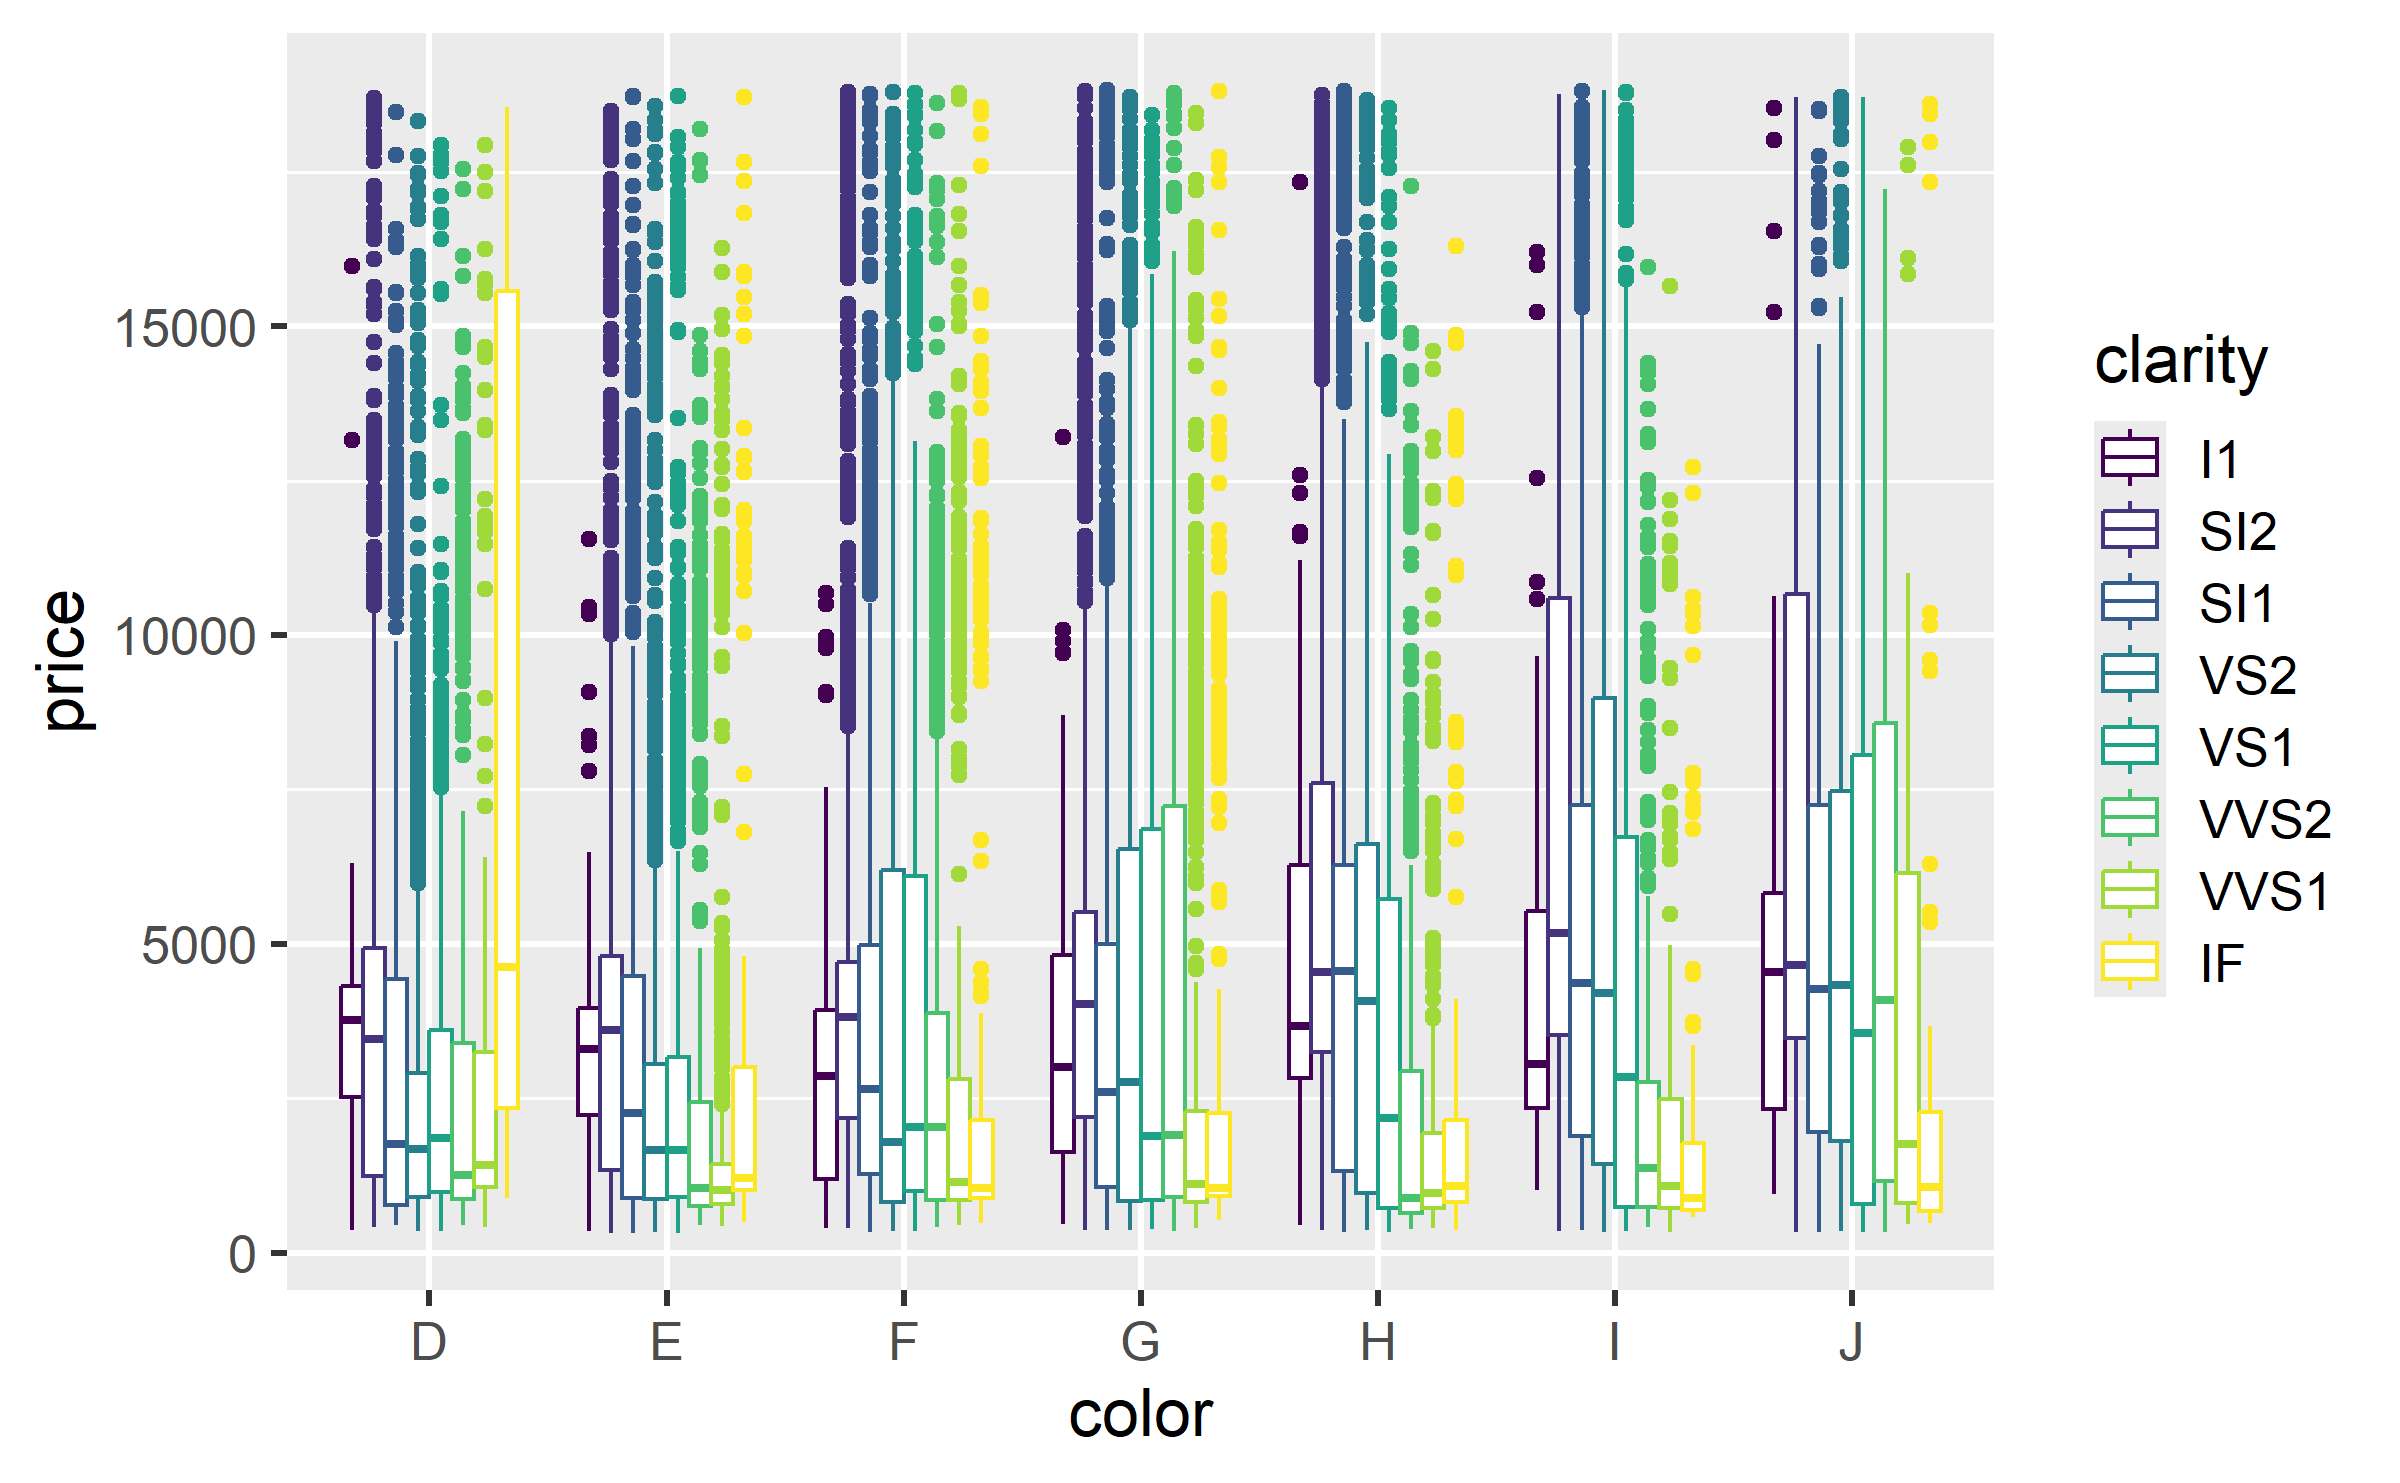 price
15000
10000
5000
0
D E F G H I J
color
clarity
I1
SI2
SI1
VS2
VS1
VVS2
VVS1
IF